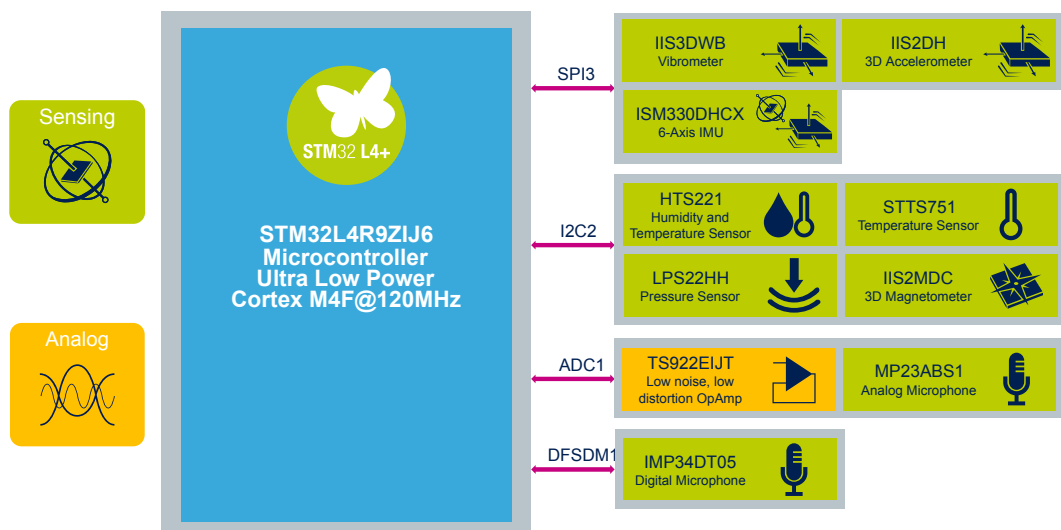 Sensing
Analog
STM32 L4+
STM32L4R9ZIJ6
Microcontroller
Ultra Low Power
Cortex M4F@120MHz
SPI3
IIS3DWB
Vibrometer
IIS2DH
3D Accelerometer
ISM330DHCX
6-Axis IMU
I2C2
HTS221
Humidity and
Temperature Sensor
STTS751
Temperature Sensor
LPS22HH
Pressure Sensor
IIS2MDC
3D Magnetometer
ADC1
TS922EIJT
Low noise, low
distortion OpAmp
MP23ABS1
Analog Microphone
DFSDM1
IMP34DT05
Digital Microphone